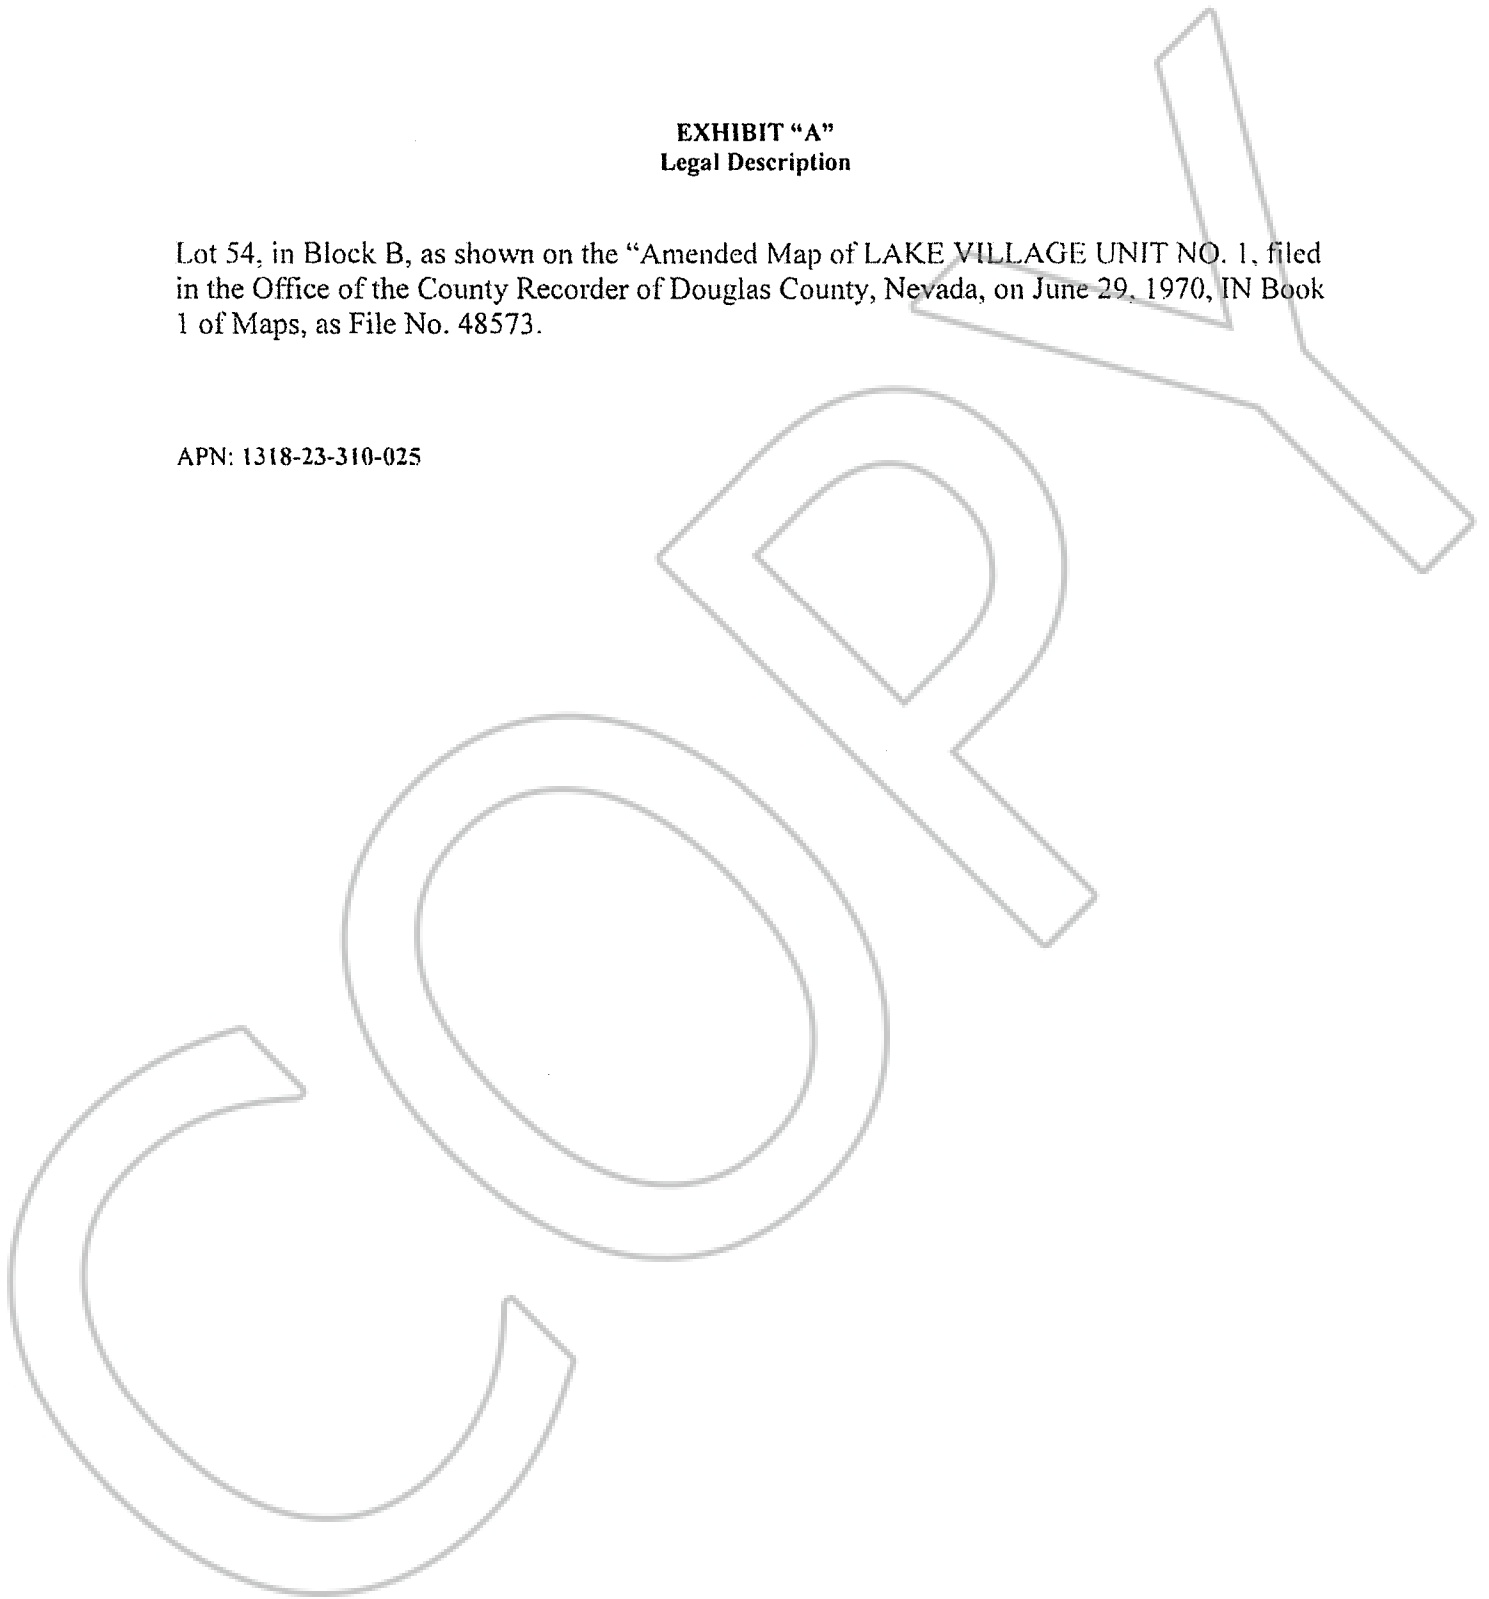 EXHIBIT “A”
Legal Description
Lot 54, in Block B, as shown on the “Amended Map of LAKE VILLAGE UNIT NO. 1, filed
in the Office of the County Recorder of Douglas County, Nevada, on June 29, 1970, IN Book
1 of Maps, as File No. 48573.
APN: 1318-23-310-025
COPY